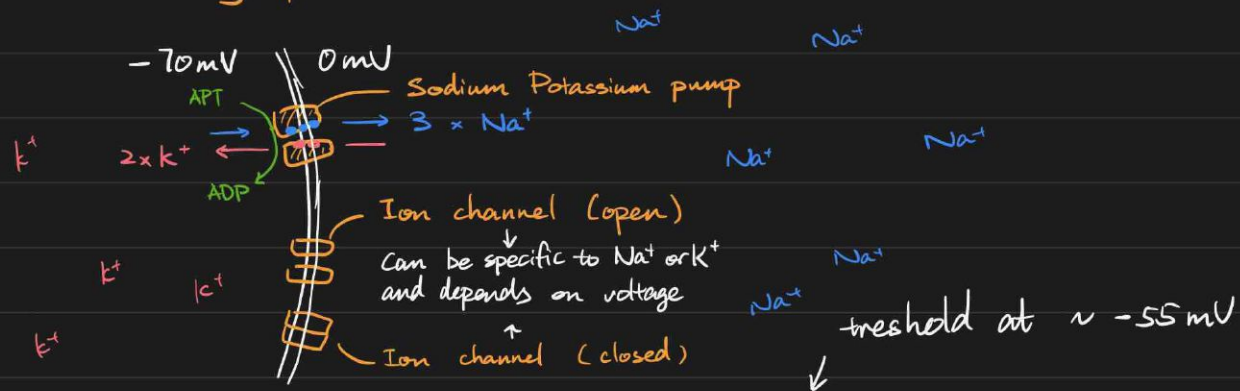 Na⁺
Na⁺
-70mV 0mV
APT
Sodium Potassium pump
3 × Na⁺
k⁺
2×k⁺
Na⁺
Na⁺
ADP
Ion channel (open)
Can be specific to Na⁺ or K⁺
and depends on voltage
k⁺
k⁺
Na⁺
Na⁺
treshold at ~ -55mV
k⁺
Ion channel (closed)